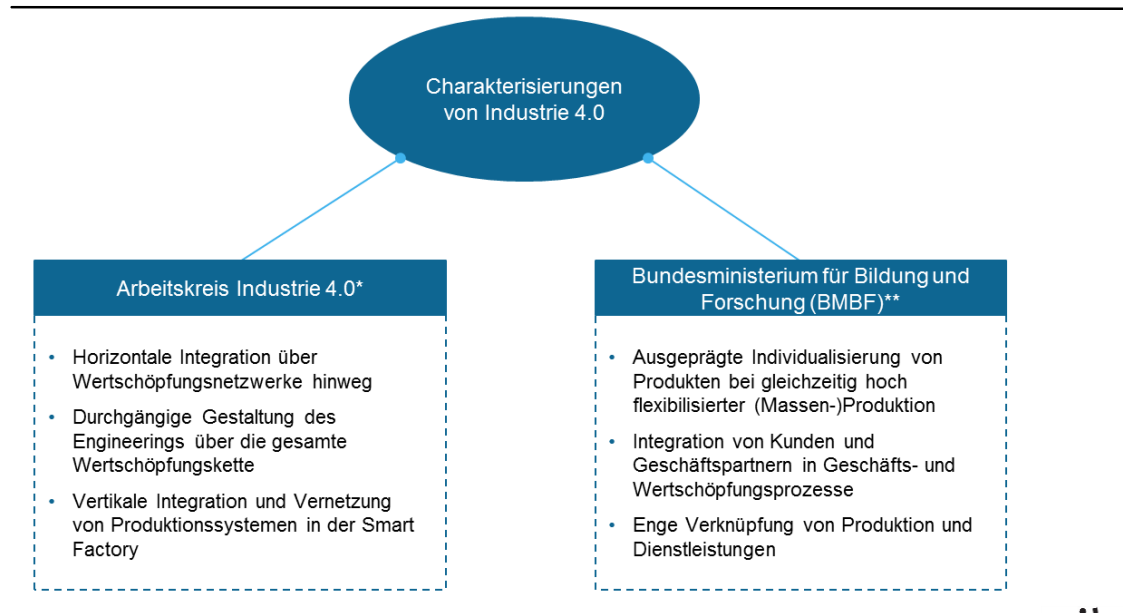 Charakterisierungen
von Industrie 4.0
Arbeitskreis Industrie 4.0*
• Horizontale Integration über
Wertschöpfungsnetzwerke hinweg
• Durchgängige Gestaltung des
Engineerings über die gesamte
Wertschöpfungskette
• Vertikale Integration und Vernetzung
von Produktionssystemen in der Smart
Factory
Bundesministerium für Bildung und
Forschung (BMBF)**
• Ausgeprägte Individualisierung von
Produkten bei gleichzeitig hoch
flexibilisierter (Massen-)Produktion
• Integration von Kunden und
Geschäftspartnern in Geschäfts- und
Wertschöpfungsprozesse
• Enge Verknüpfung von Produktion und
Dienstleistungen